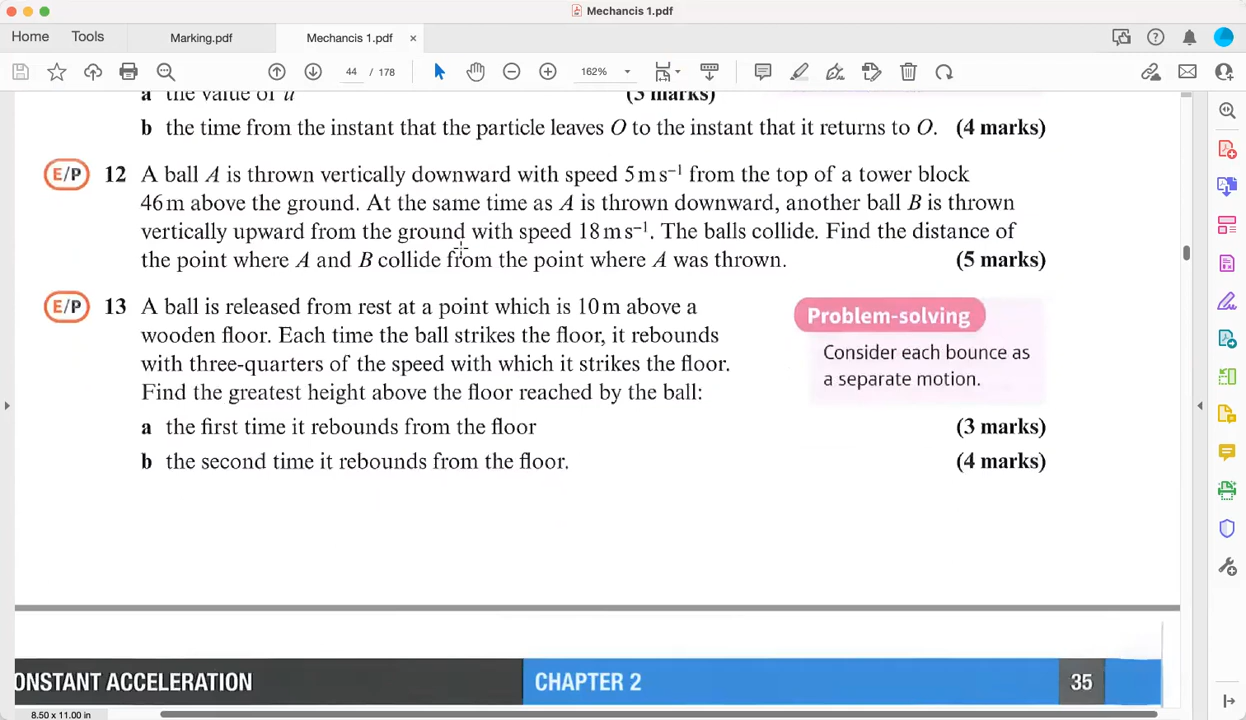 Mechancis 1.pdf
Home Tools Marking.pdf Mechancis 1.pdf ×
44 / 178 162%
a the value of u (3 marks)
b the time from the instant that the particle leaves O to the instant that it returns to O. (4 marks)
E/P 12 A ball A is thrown vertically downward with speed 5 m s⁻¹ from the top of a tower block
46 m above the ground. At the same time as A is thrown downward, another ball B is thrown
vertically upward from the ground with speed 18 m s⁻¹. The balls collide. Find the distance of
the point where A and B collide from the point where A was thrown. (5 marks)
E/P 13 A ball is released from rest at a point which is 10 m above a
wooden floor. Each time the ball strikes the floor, it rebounds
with three-quarters of the speed with which it strikes the floor.
Find the greatest height above the floor reached by the ball:
a the first time it rebounds from the floor (3 marks)
b the second time it rebounds from the floor. (4 marks)
Problem-solving
Consider each bounce as
a separate motion.
ONSTANT ACCELERATION CHAPTER 2 35
8.50 x 11.00 in